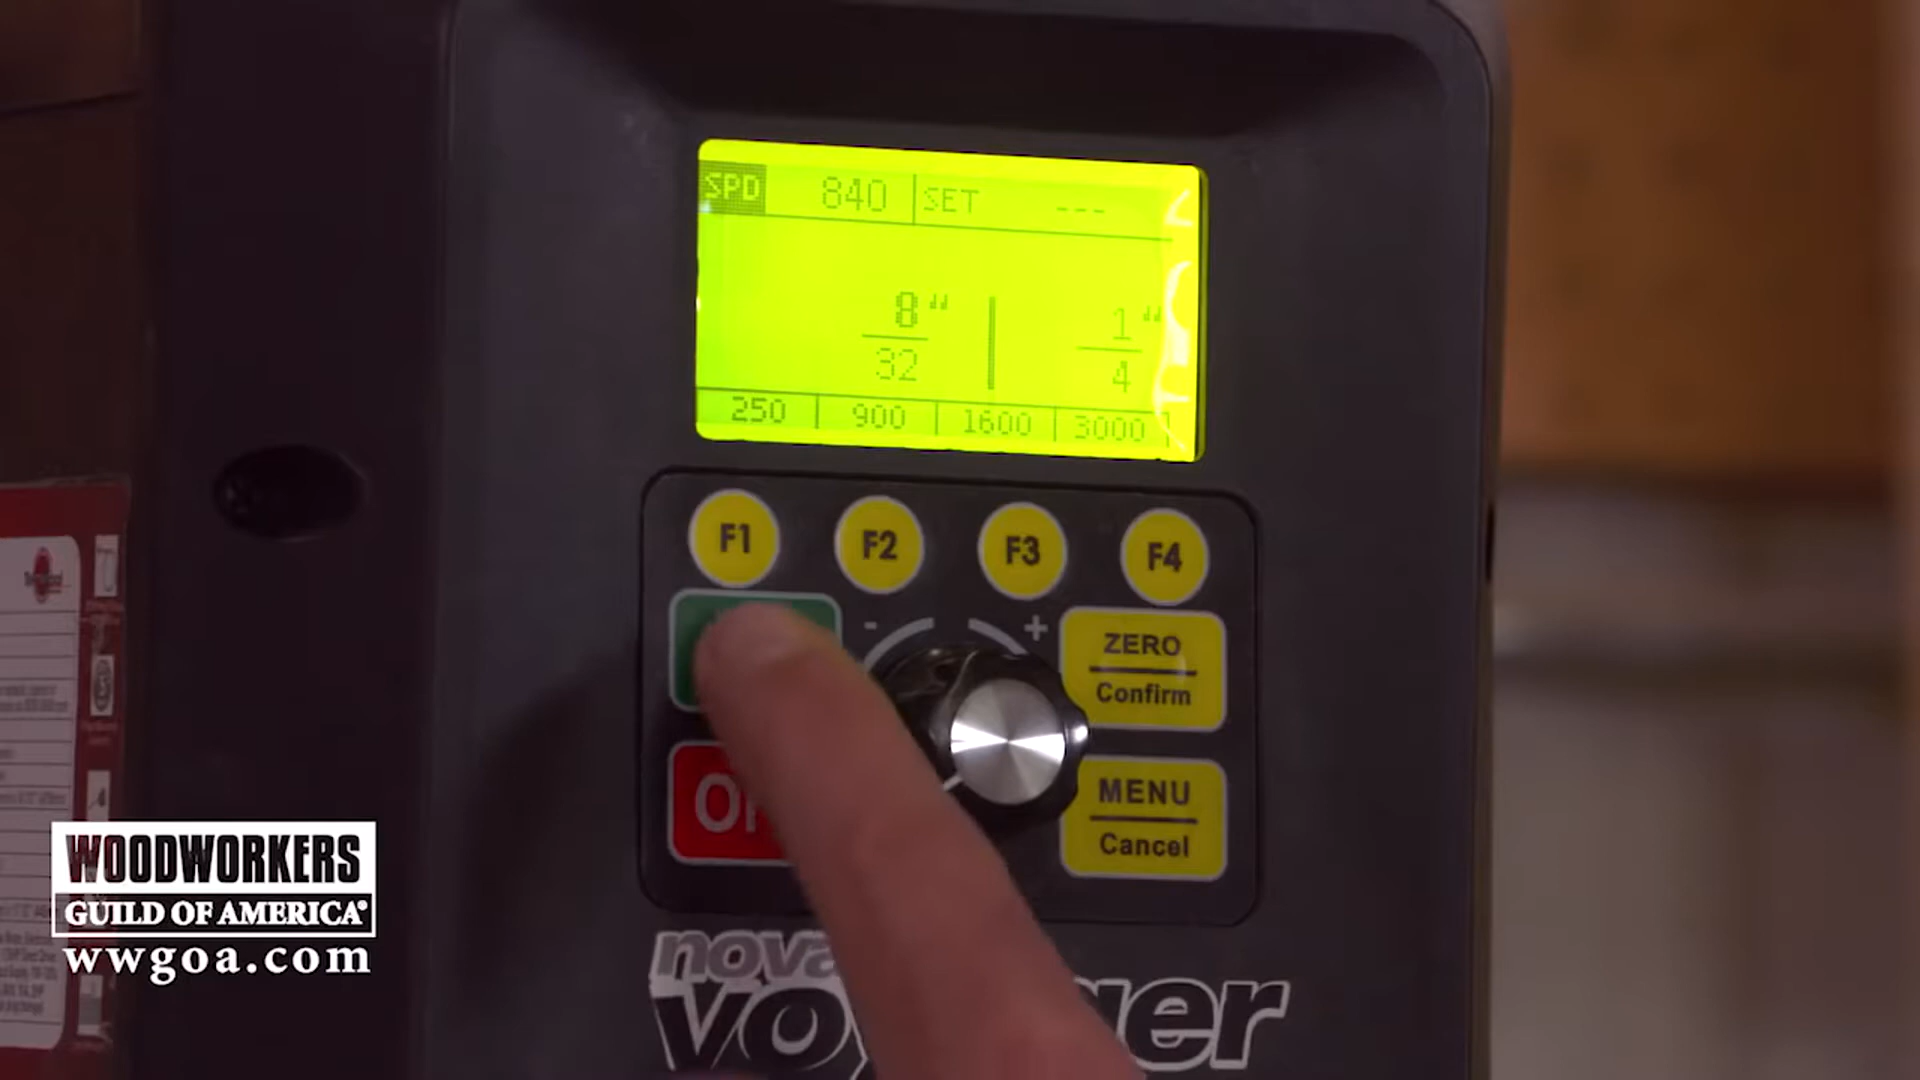 SPD 840 SET ---
8" 1"
32 4
250 900 1600 3000
F1 F2 F3 F4
- +
ZERO
Confirm
MENU
Cancel
WOODWORKERS
GUILD OF AMERICA®
wwgoa.com
nova